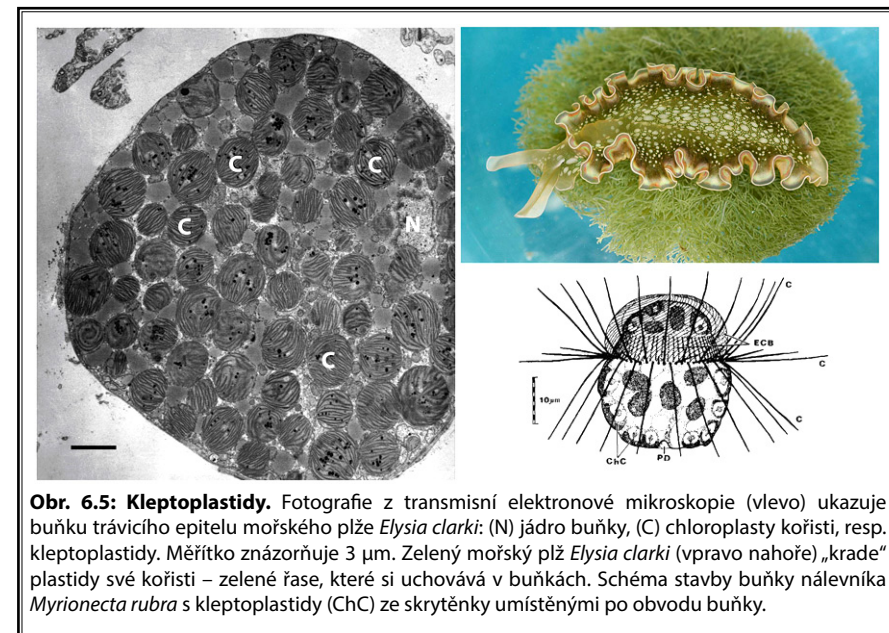 C
C
N
C
C
C
ECB
C
10µm
C
ChC
PD
Obr. 6.5: Kleptoplastidy. Fotografie z transmisní elektronové mikroskopie (vlevo) ukazuje
buňku trávicího epitelu mořského plže Elysia clarki: (N) jádro buňky, (C) chloroplasty kořisti, resp.
kleptoplastidy. Měřítko znázorňuje 3 µm. Zelený mořský plž Elysia clarki (vpravo nahoře) „krade“
plastidy své kořisti – zelené řase, které si uchovává v buňkách. Schéma stavby buňky nálevníka
Myrionecta rubra s kleptoplastidy (ChC) ze skrytěnky umístěnými po obvodu buňky.